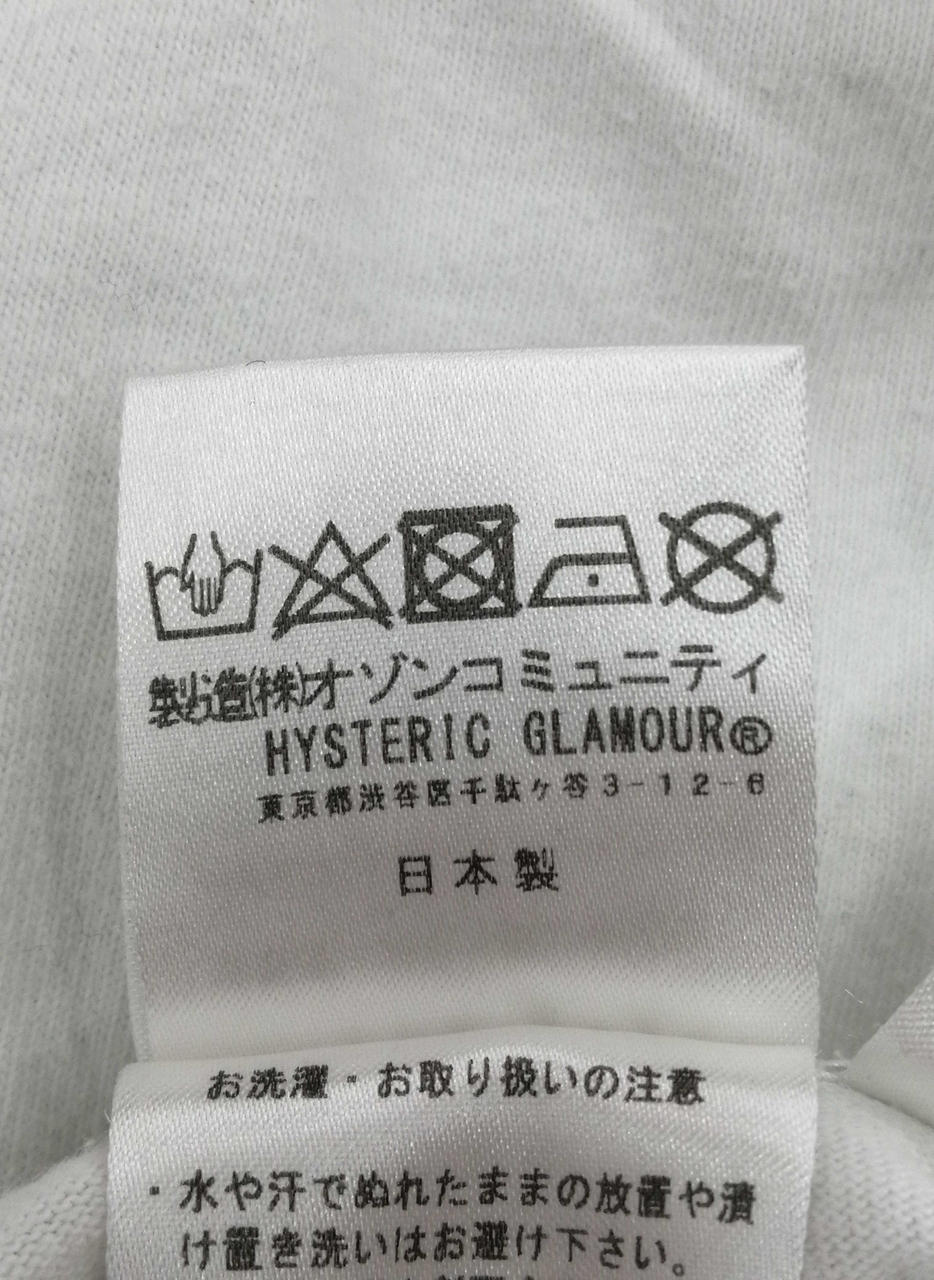 製造(株)オゾンコミュニティ
HYSTERIC GLAMOUR®
東京都渋谷区千駄ヶ谷3-12-6
日本製
お洗濯・お取り扱いの注意
・水や汗でぬれたままの放置や漬
け置き洗いはお避け下さい。